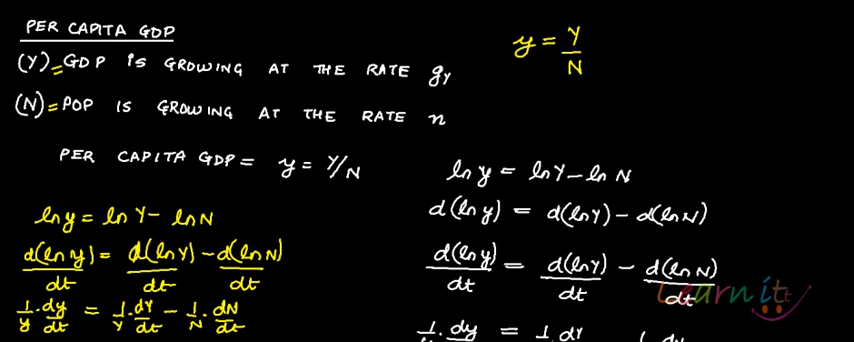 PER CAPITA GDP
(Y)=GDP IS GROWING AT THE RATE gY
(N)=POP IS GROWING AT THE RATE n
PER CAPITA GDP = y = Y/N
ln y = ln Y - ln N
d(ln y)/dt = d(ln Y)/dt - d(ln N)/dt
1/y . dy/dt = 1/Y . dY/dt - 1/N . dN/dt
y = Y/N
ln y = ln Y - ln N
d(ln y) = d(ln Y) - d(ln N)
d(ln y)/dt = d(ln Y)/dt - d(ln N)/dt
Learn itt